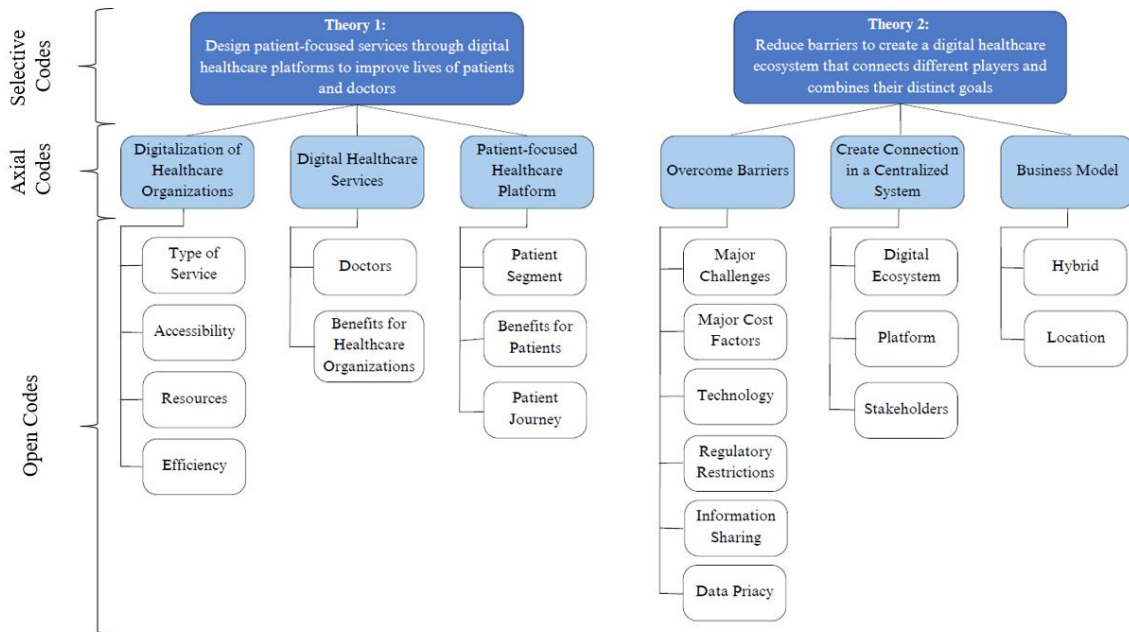 Selective
Codes
Theory 1:
Design patient-focused services through digital
healthcare platforms to improve lives of patients
and doctors
Theory 2:
Reduce barriers to create a digital healthcare
ecosystem that connects different players and
combines their distinct goals
Axial
Codes
Digitalization of
Healthcare
Organizations
Digital Healthcare
Services
Patient-focused
Healthcare
Platform
Overcome Barriers
Create Connection
in a Centralized
System
Business Model
Open Codes
Type of
Service
Accessibility
Resources
Efficiency
Doctors
Benefits for
Healthcare
Organizations
Patient
Segment
Benefits for
Patients
Patient
Journey
Major
Challenges
Major Cost
Factors
Technology
Regulatory
Restrictions
Information
Sharing
Data Priacy
Digital
Ecosystem
Platform
Stakeholders
Hybrid
Location